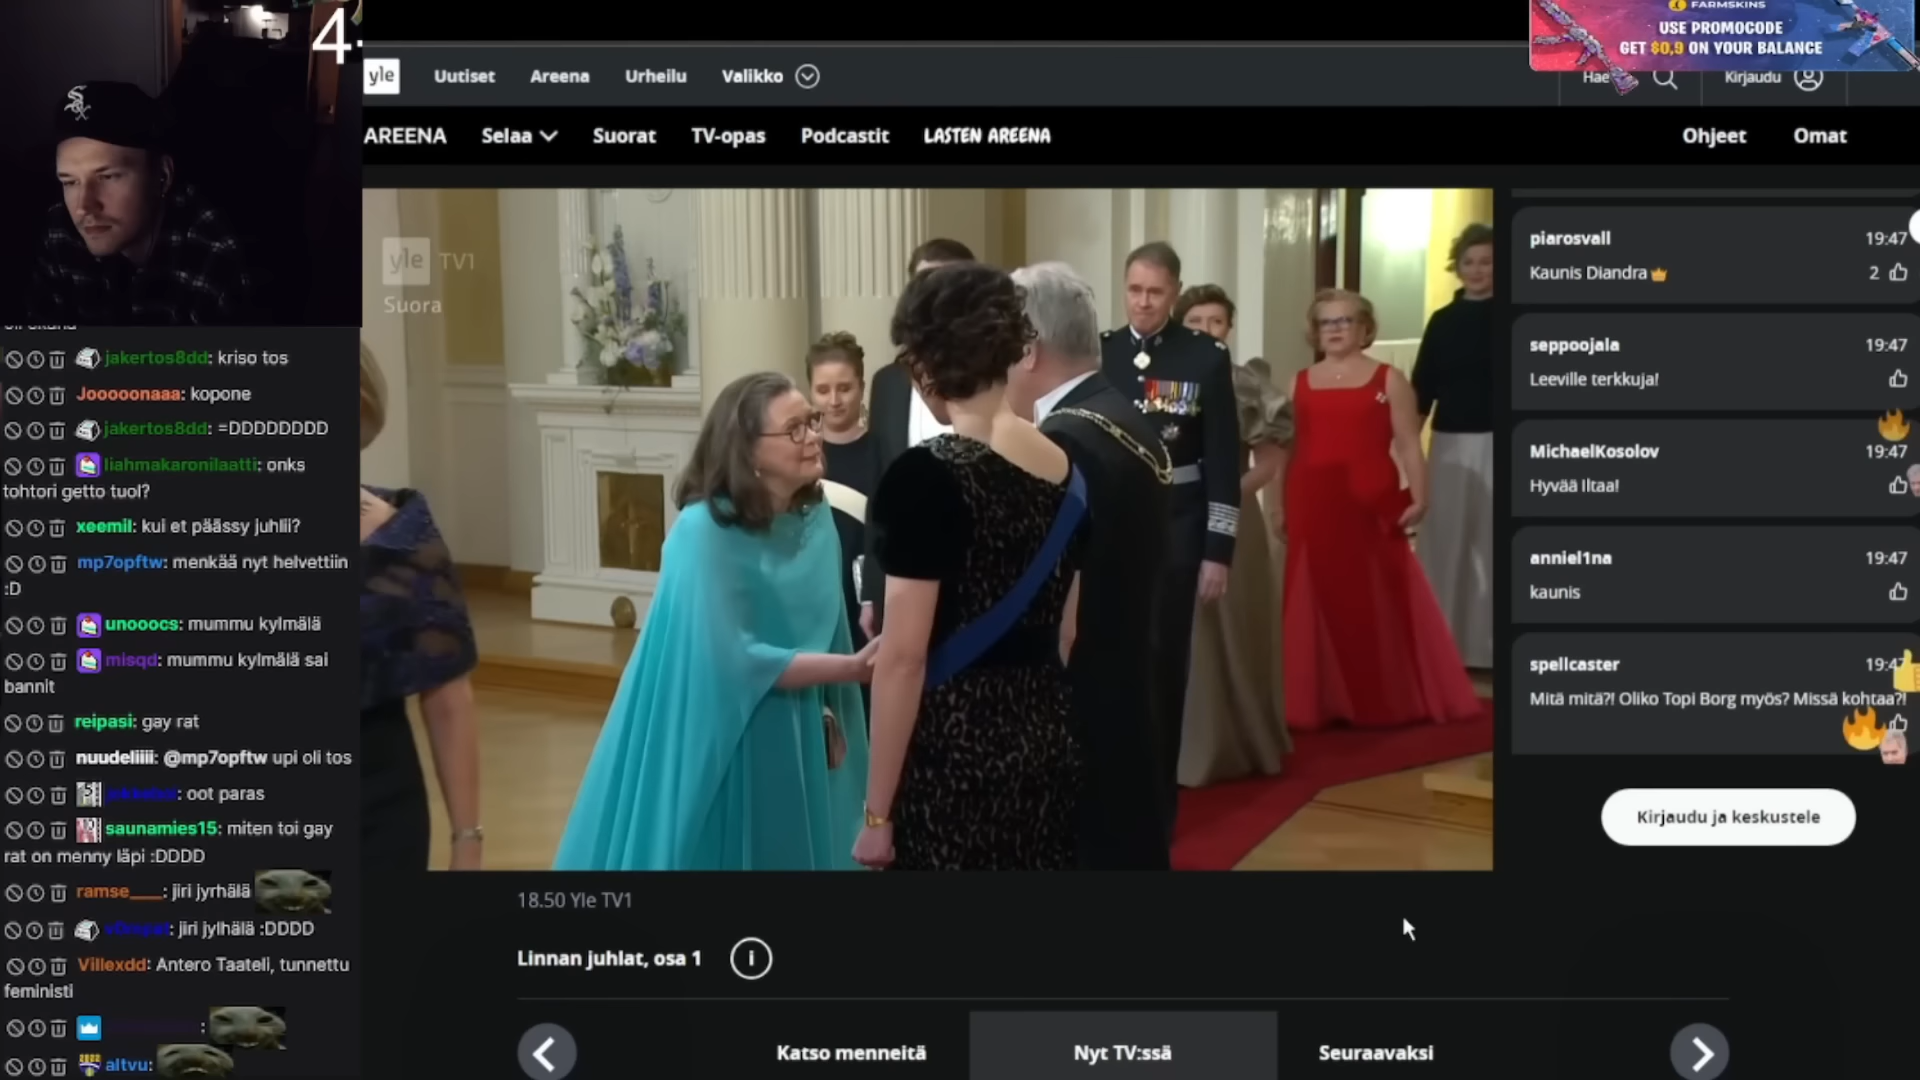 4
FARMSKINS
USE PROMOCODE
GET $0,9 ON YOUR BALANCE
yle
Uutiset
Areena
Urheilu
Valikko
Hae
Kirjaudu
AREENA
Selaa
Suorat
TV-opas
Podcastit
LASTEN AREENA
Ohjeet
Omat
yle TV1
Suora
jakertos8dd: kriso tos
Jooooonaaa: kopone
jakertos8dd: =DDDDDDDD
liahmakaronilaatti: onks
tohtori getto tuol?
xeemil: kui et päässy juhlii?
mp7opftw: menkää nyt helvettiin
:D
unooocs: mummu kylmälä
misqd: mummu kylmälä sai
bannit
reipasi: gay rat
nuudeliiii: @mp7opftw upi oli tos
: oot paras
saunamies15: miten toi gay
rat on menny läpi :DDDD
ramse___: jiri jyrhälä
: jiri jylhälä :DDDD
Villexdd: Antero Taateli, tunnettu
feministi
:
altvu:
piarosvall 19:47
Kaunis Diandra 2
seppoojala 19:47
Leeville terkkuja!
MichaelKosolov 19:47
Hyvää Iltaa!
anniel1na 19:47
kaunis
spellcaster 19:47
Mitä mitä?! Oliko Topi Borg myös? Missä kohtaa?!
Kirjaudu ja keskustele
18.50 Yle TV1
Linnan juhlat, osa 1
i
Katso menneitä
Nyt TV:ssä
Seuraavaksi